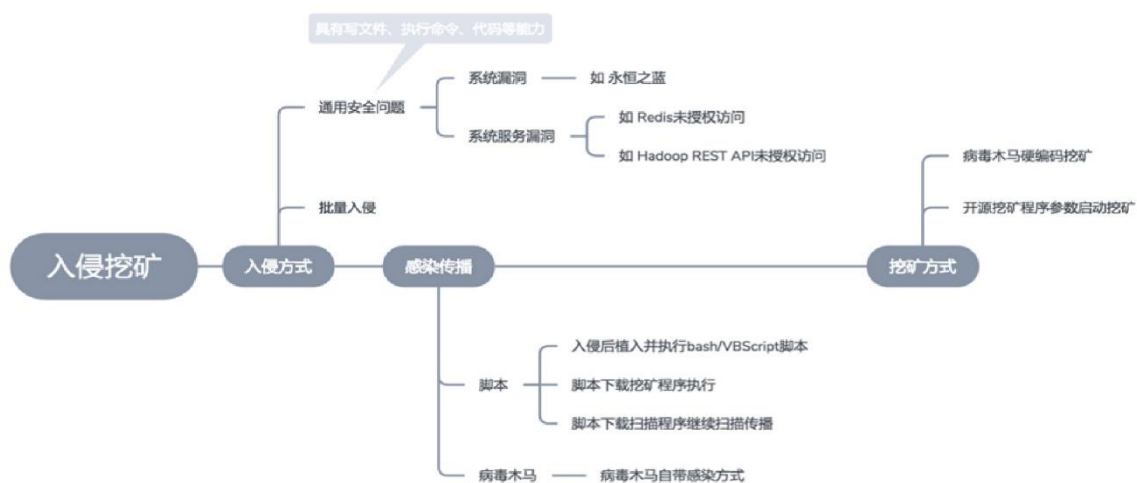 具有写文件、执行命令、代码等能力
系统漏洞
如 永恒之蓝
通用安全问题
如 Redis未授权访问
系统服务漏洞
如 Hadoop REST API未授权访问
病毒木马硬编码挖矿
批量入侵
开源挖矿程序参数启动挖矿
入侵挖矿
入侵方式
感染传播
挖矿方式
入侵后植入并执行bash/VBScript脚本
脚本
脚本下载挖矿程序执行
脚本下载扫描程序继续扫描传播
病毒木马
病毒木马自带感染方式